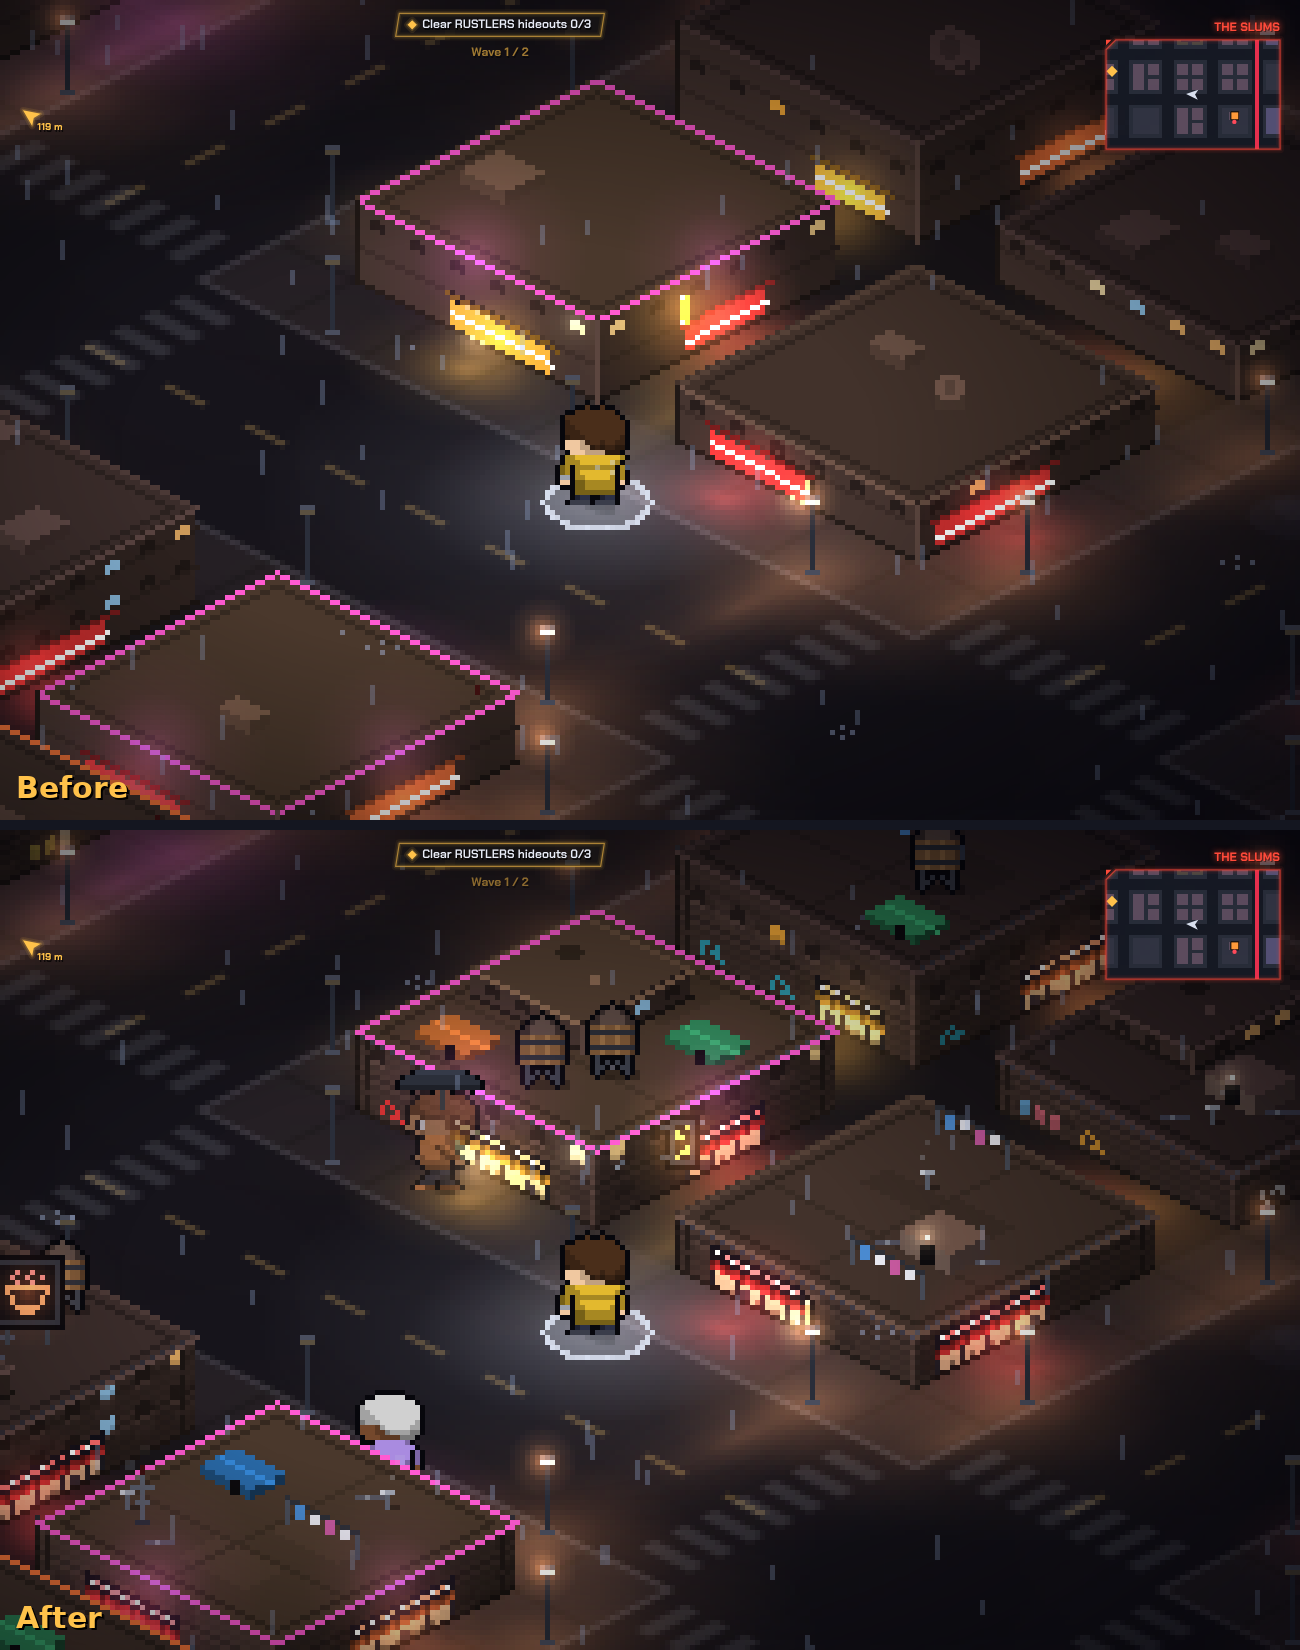 Clear RUSTLERS hideouts 0/3
Wave 1 / 2
THE SLUMS
119 m
Before
Clear RUSTLERS hideouts 0/3
Wave 1 / 2
THE SLUMS
119 m
After